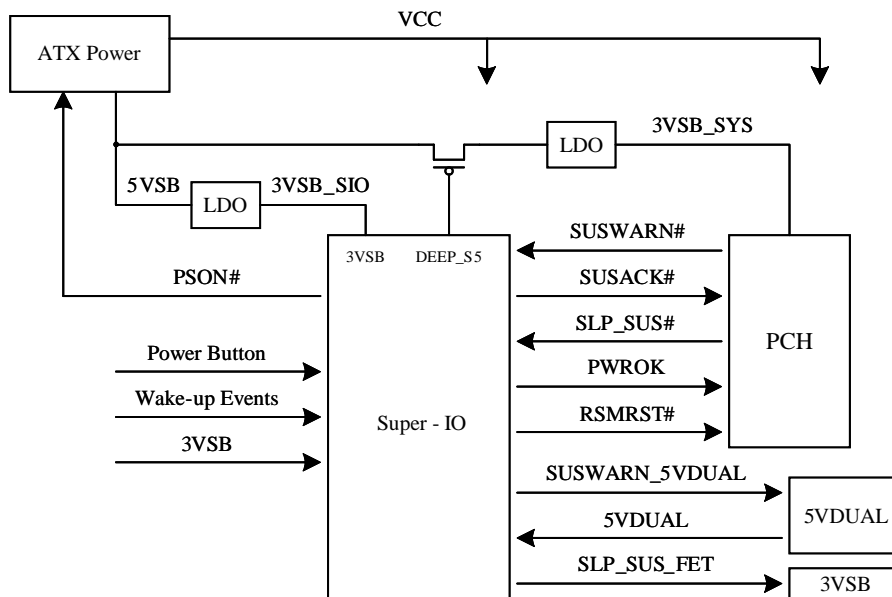 VCC
ATX Power
3VSB_SYS
LDO
5VSB
3VSB_SIO
LDO
3VSB
DEEP_S5
PSON#
Power Button
Wake-up Events
3VSB
Super - IO
SUSWARN#
SUSACK#
SLP_SUS#
PWROK
RSMRST#
PCH
SUSWARN_5VDUAL
5VDUAL
5VDUAL
SLP_SUS_FET
3VSB